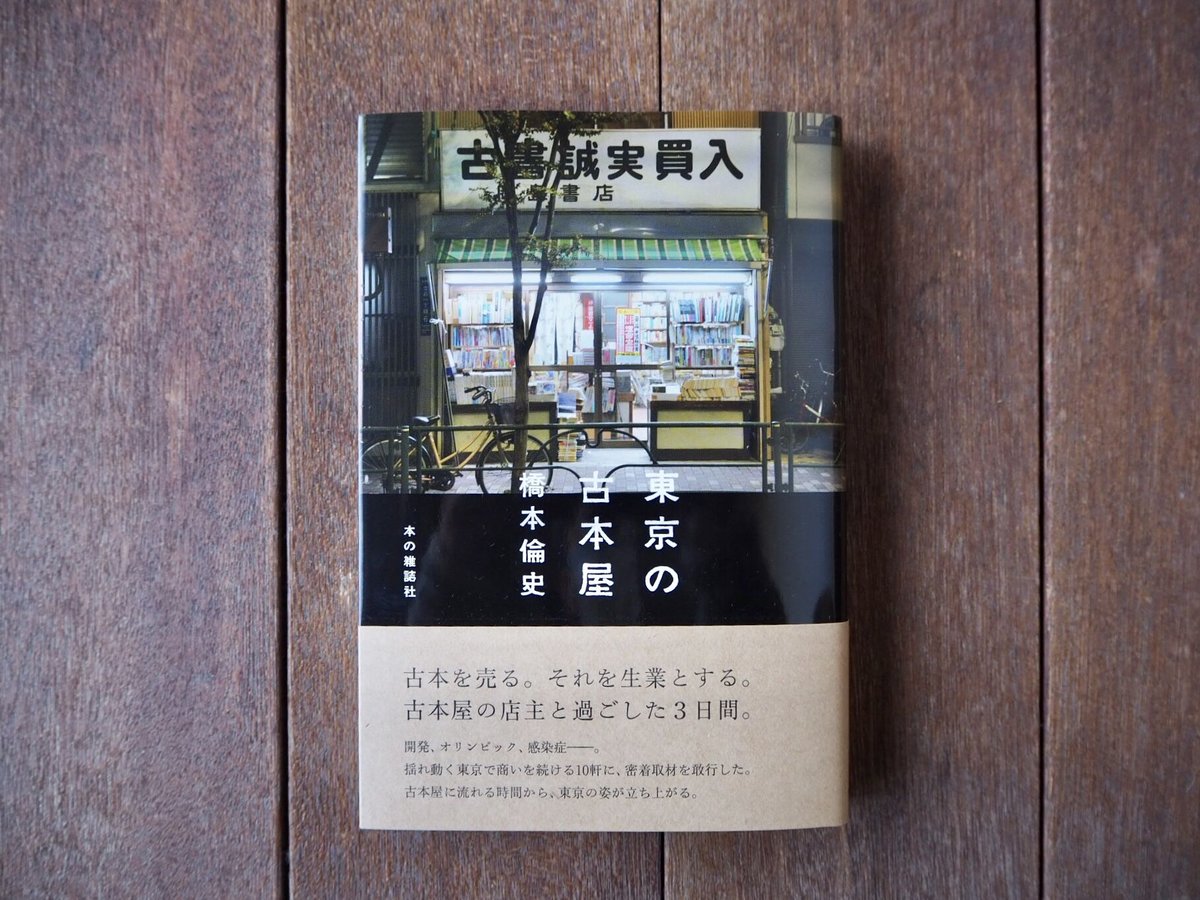 古書誠実買入
岳書店
東京の
古本屋
橋本倫史
本の雑誌社
古本を売る。それを生業とする。
古本屋の店主と過ごした3日間。
開発、オリンピック、感染症──。
揺れ動く東京で商いを続ける10軒に、密着取材を敢行した。
古本屋に流れる時間から、東京の姿が立ち上がる。